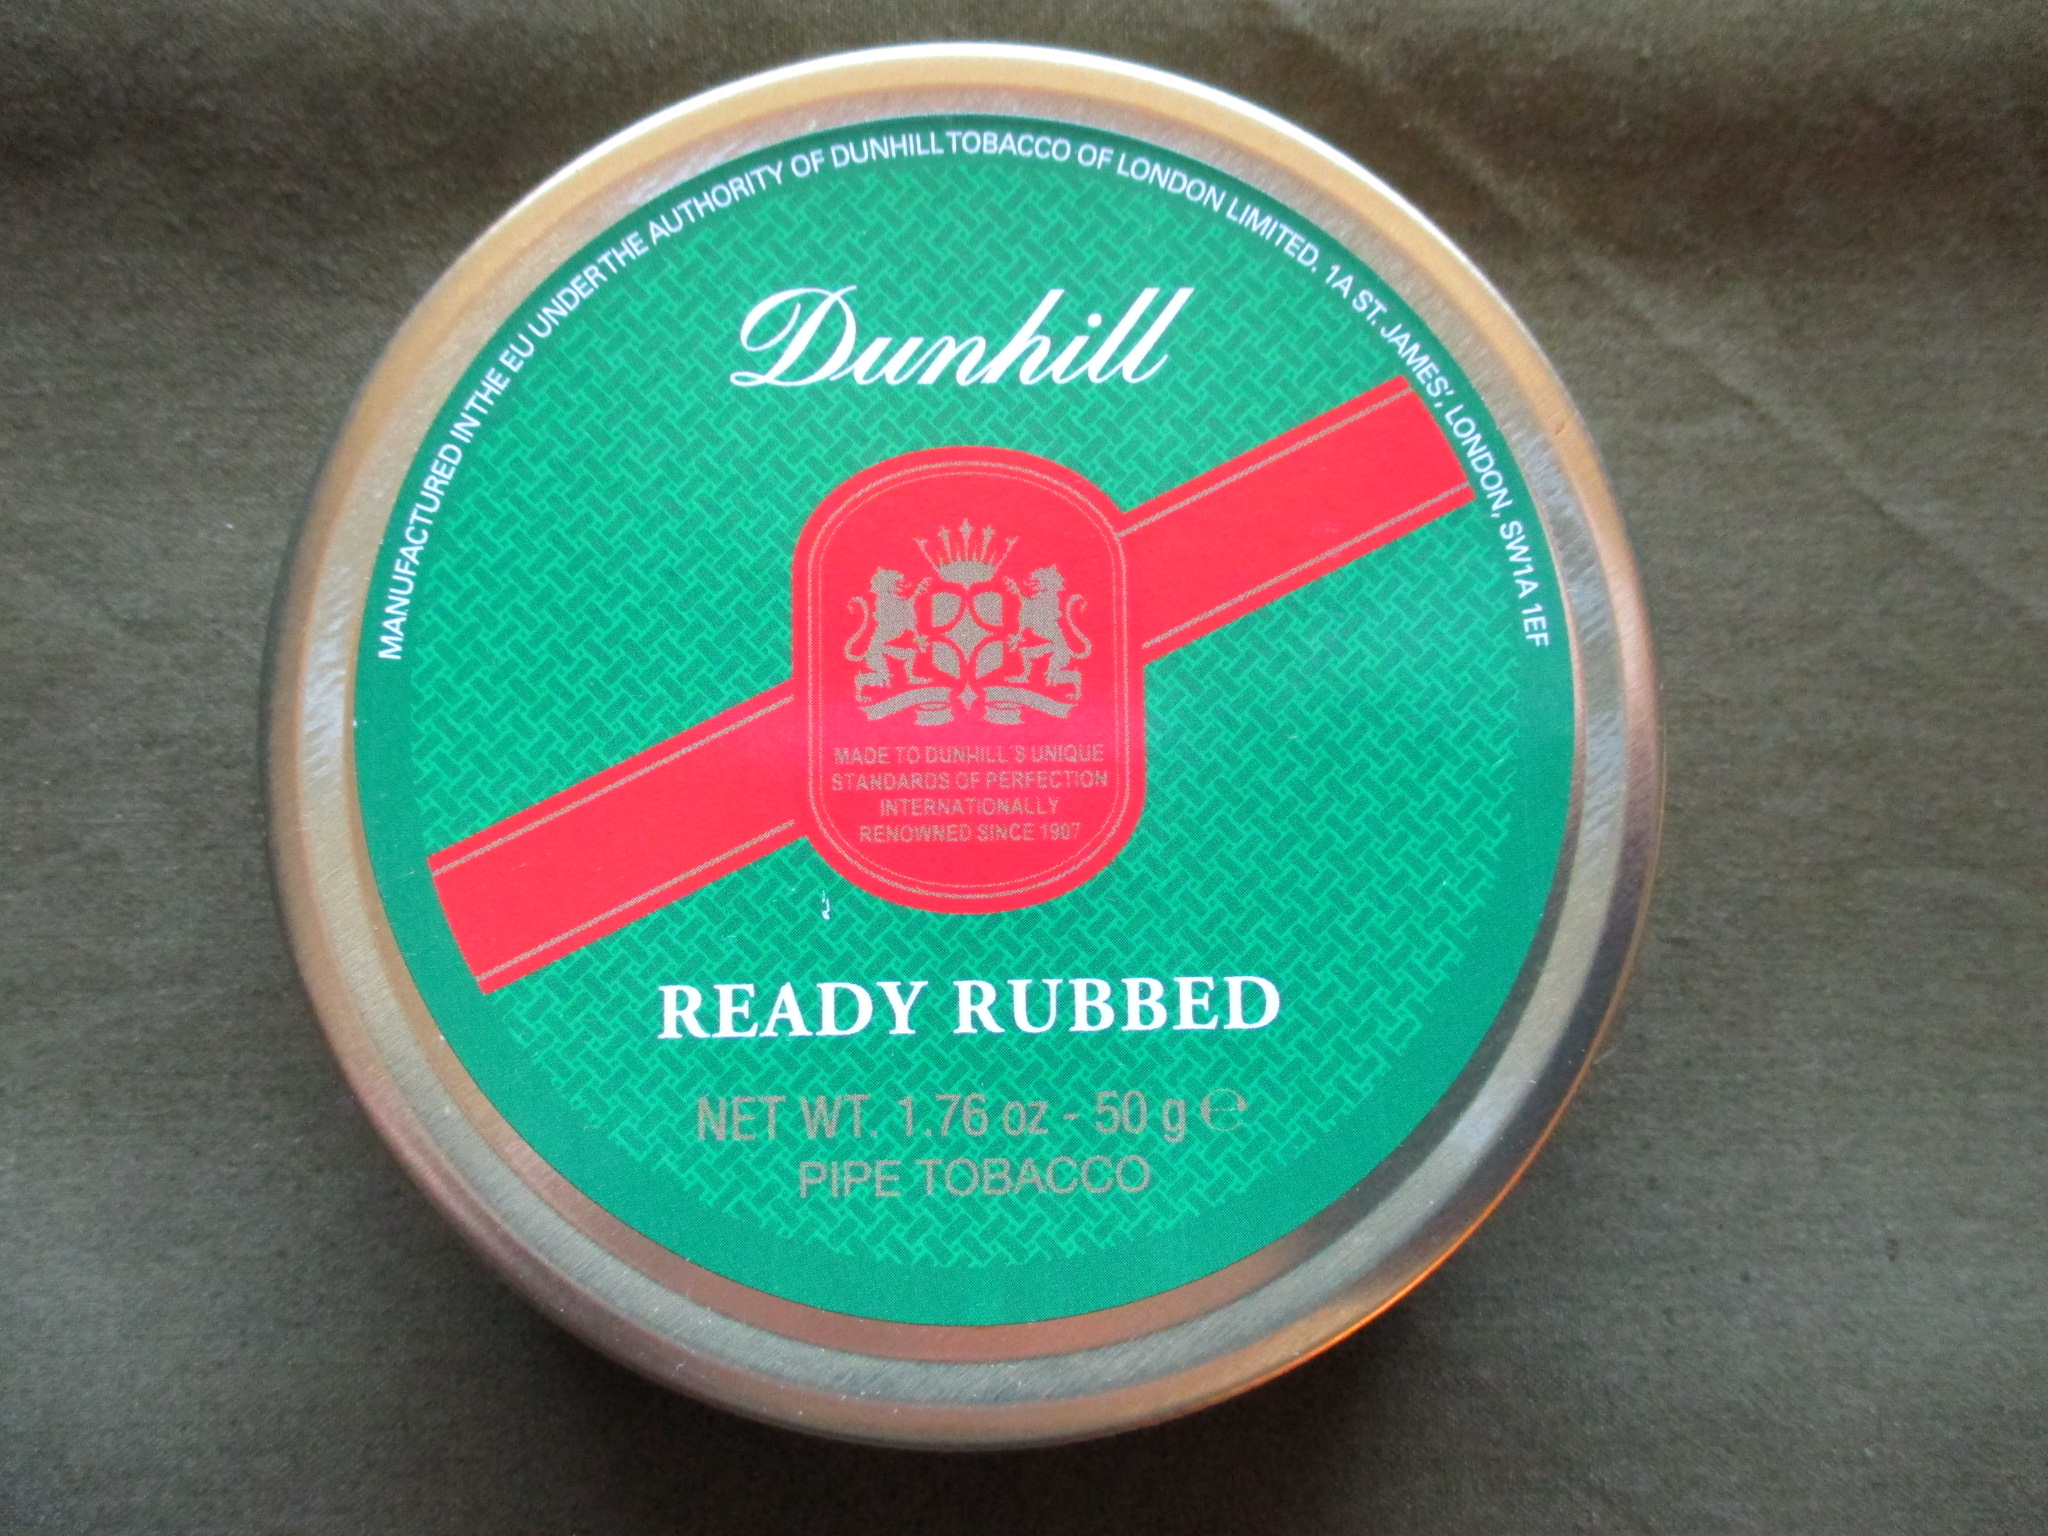 MANUFACTURED IN THE EU UNDER THE AUTHORITY OF DUNHILL TOBACCO OF LONDON LIMITED. 1A ST. JAMES', LONDON, SW1A 1EF
Dunhill
MADE TO DUNHILL'S UNIQUE
STANDARDS OF PERFECTION
INTERNATIONALLY
RENOWNED SINCE 1907
READY RUBBED
NET WT. 1.76 oz - 50 g ℮
PIPE TOBACCO